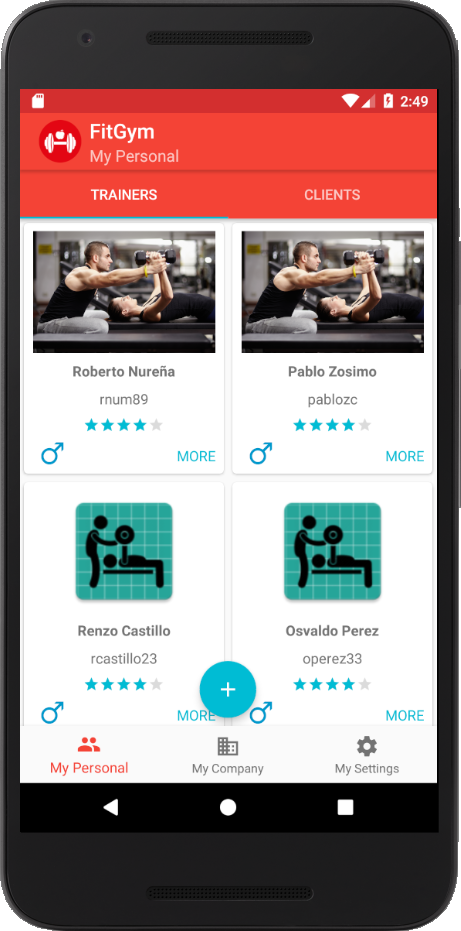 2:49
FitGym
My Personal
TRAINERS
CLIENTS
Roberto Nureña
rnum89
MORE
Pablo Zosimo
pablozc
MORE
Renzo Castillo
rcastillo23
MORE
Osvaldo Perez
operez33
MORE
My Personal
My Company
My Settings